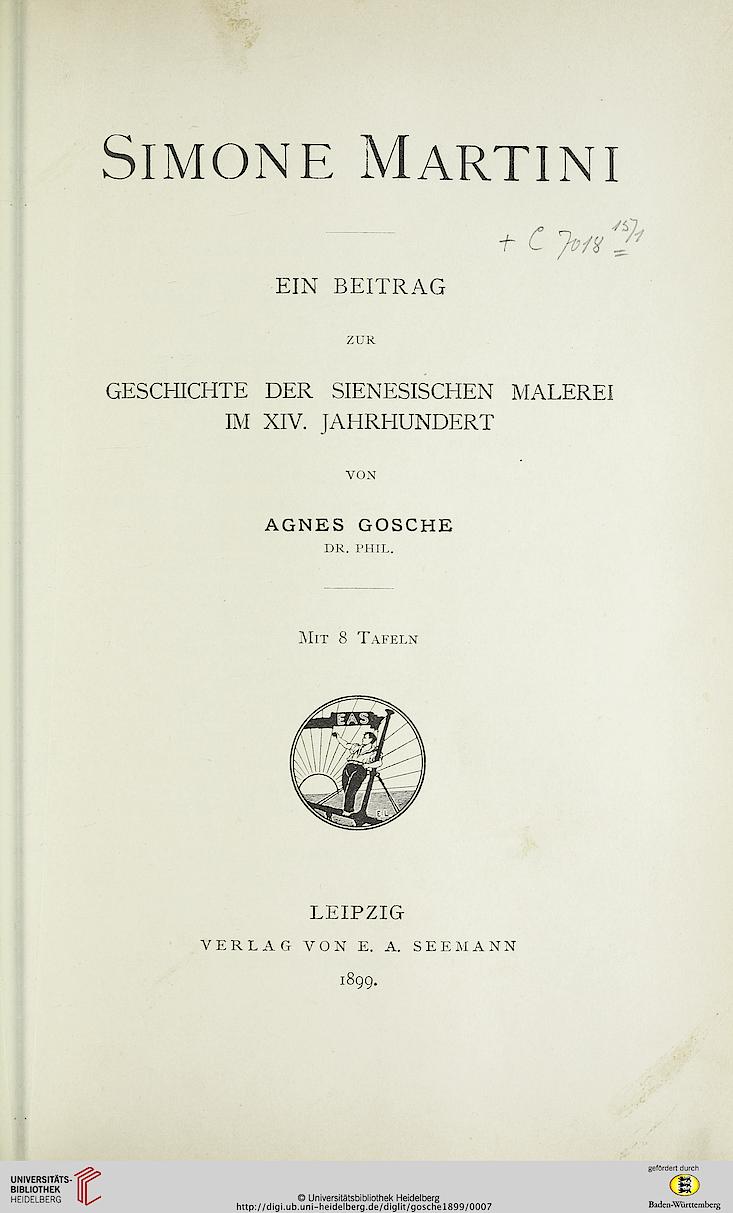 SIMONE MARTINI
+ C 7018 15/1
EIN BEITRAG
ZUR
GESCHICHTE DER SIENESISCHEN MALEREI
IM XIV. JAHRHUNDERT
VON
AGNES GOSCHE
DR. PHIL.
MIT 8 TAFELN
EAS
EL
LEIPZIG
VERLAG VON E. A. SEEMANN
1899.
UNIVERSITÄTS-
BIBLIOTHEK
HEIDELBERG
© Universitätsbibliothek Heidelberg
http://digi.ub.uni-heidelberg.de/diglit/gosche1899/0007
gefördert durch
Baden-Württemberg